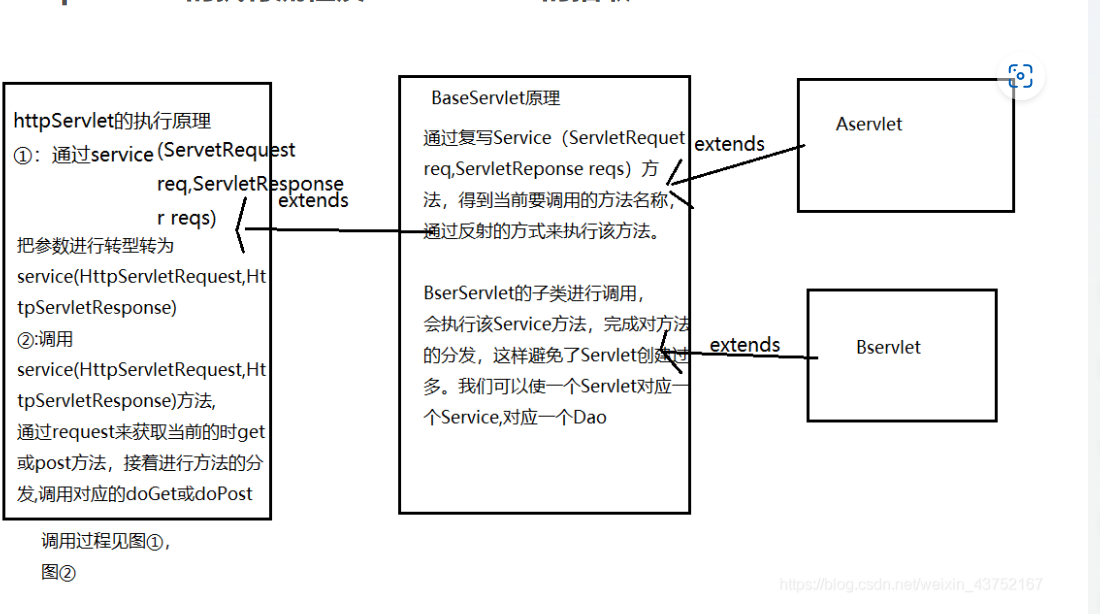 httpServlet的执行原理
①：通过service(ServetRequest
req,ServletResponse
r reqs)
把参数进行转型转为
service(HttpServletRequest,Ht
tpServletResponse)
②:调用
service(HttpServletRequest,Ht
tpServletResponse)方法,
通过request来获取当前的时get
或post方法，接着进行方法的分
发,调用对应的doGet或doPost
调用过程见图①，
图②
extends
BaseServlet原理
通过复写Service（ServletRequet
req,ServletReponse reqs）方
法，得到当前要调用的方法名称，
通过反射的方式来执行该方法。
BserServlet的子类进行调用，
会执行该Service方法，完成对方法
的分发，这样避免了Servlet创建过
多。我们可以使一个Servlet对应一
个Service,对应一个Dao
extends
Aservlet
extends
Bservlet
https://blog.csdn.net/weixin_43752167